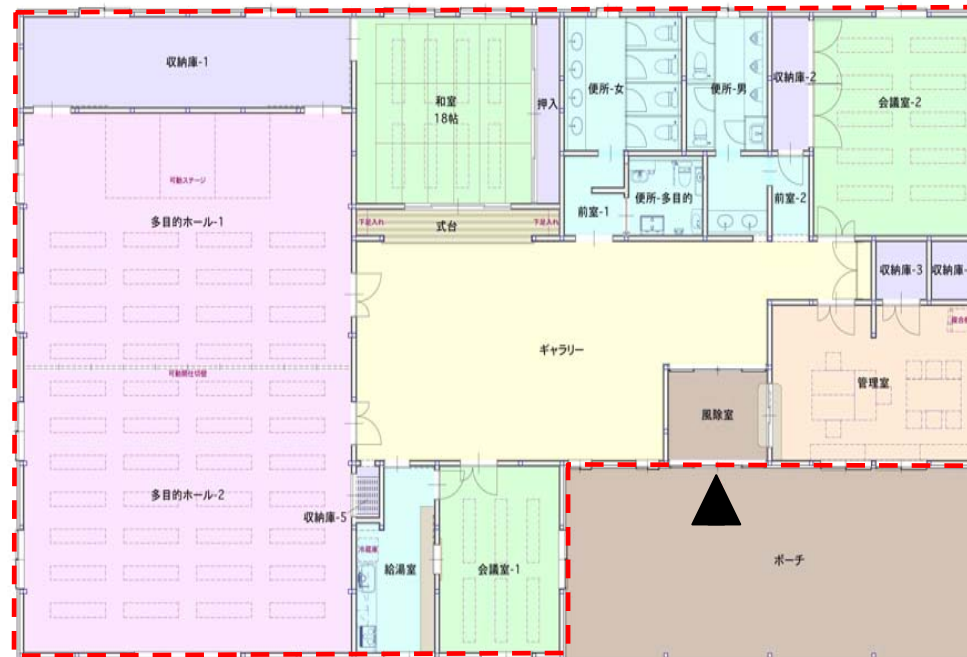 収納庫-1
和室
18帖
押入
便所-女
便所-男
収納庫-2
会議室-2
可動ステージ
多目的ホール-1
下足入れ
式台
下足入れ
前室-1
便所-多目的
前室-2
収納庫-3
収納庫-
ギャラリー
可動間仕切壁
管理室
風除室
多目的ホール-2
収納庫-5
冷蔵庫
給湯室
会議室-1
ポーチ